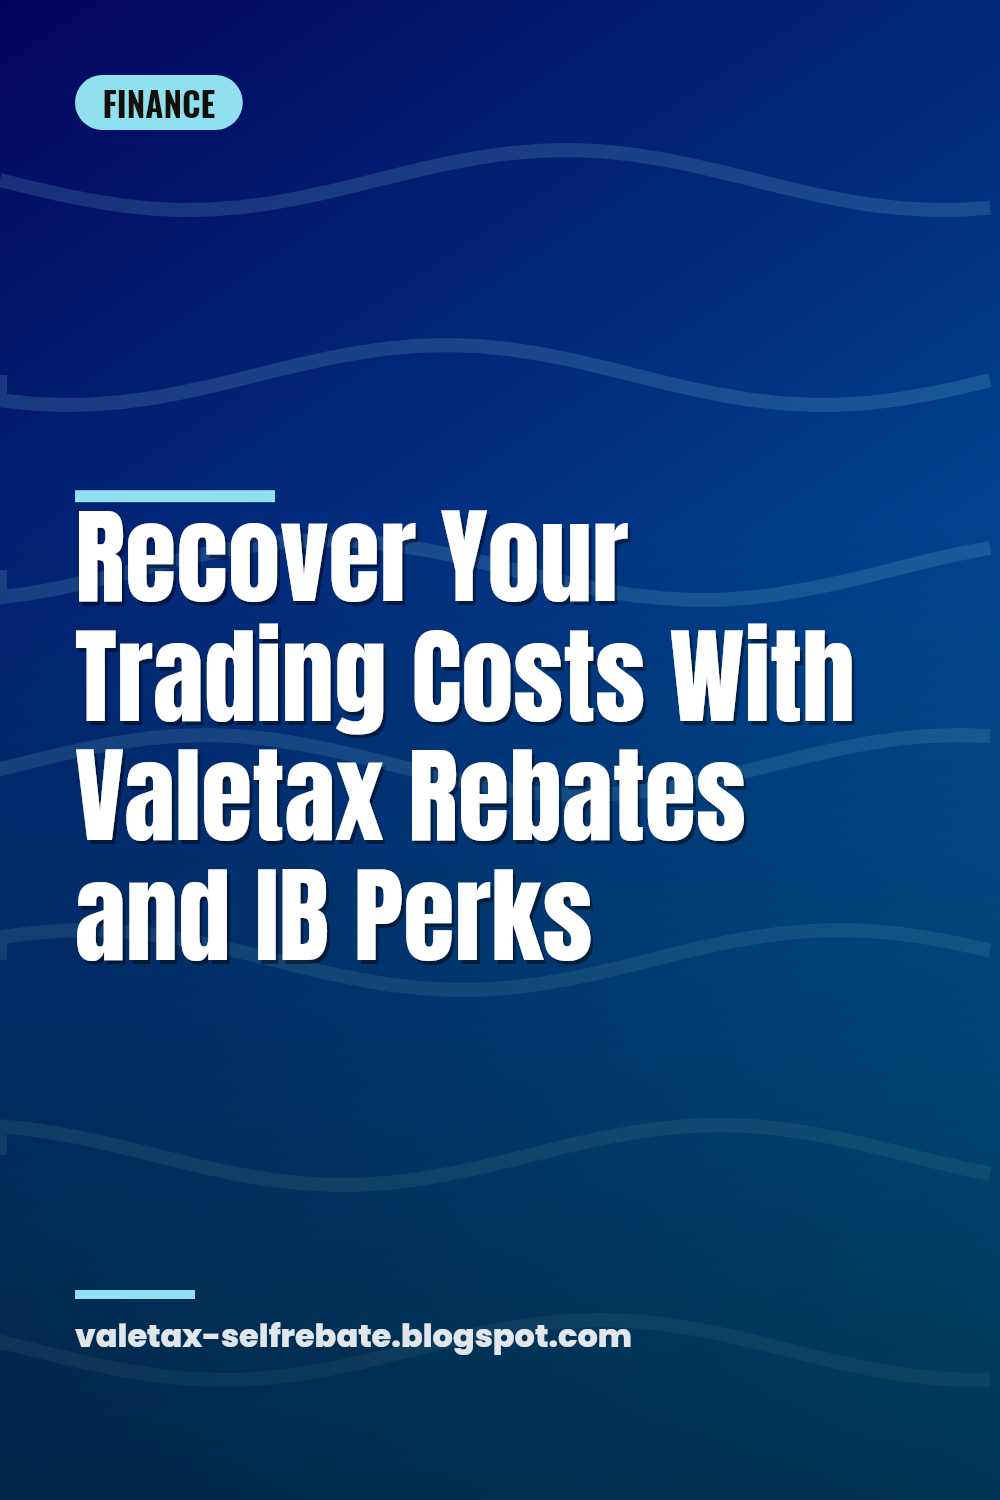 FINANCE
Recover Your
Trading Costs With
Valetax Rebates
and IB Perks
valetax-selfrebate.blogspot.com